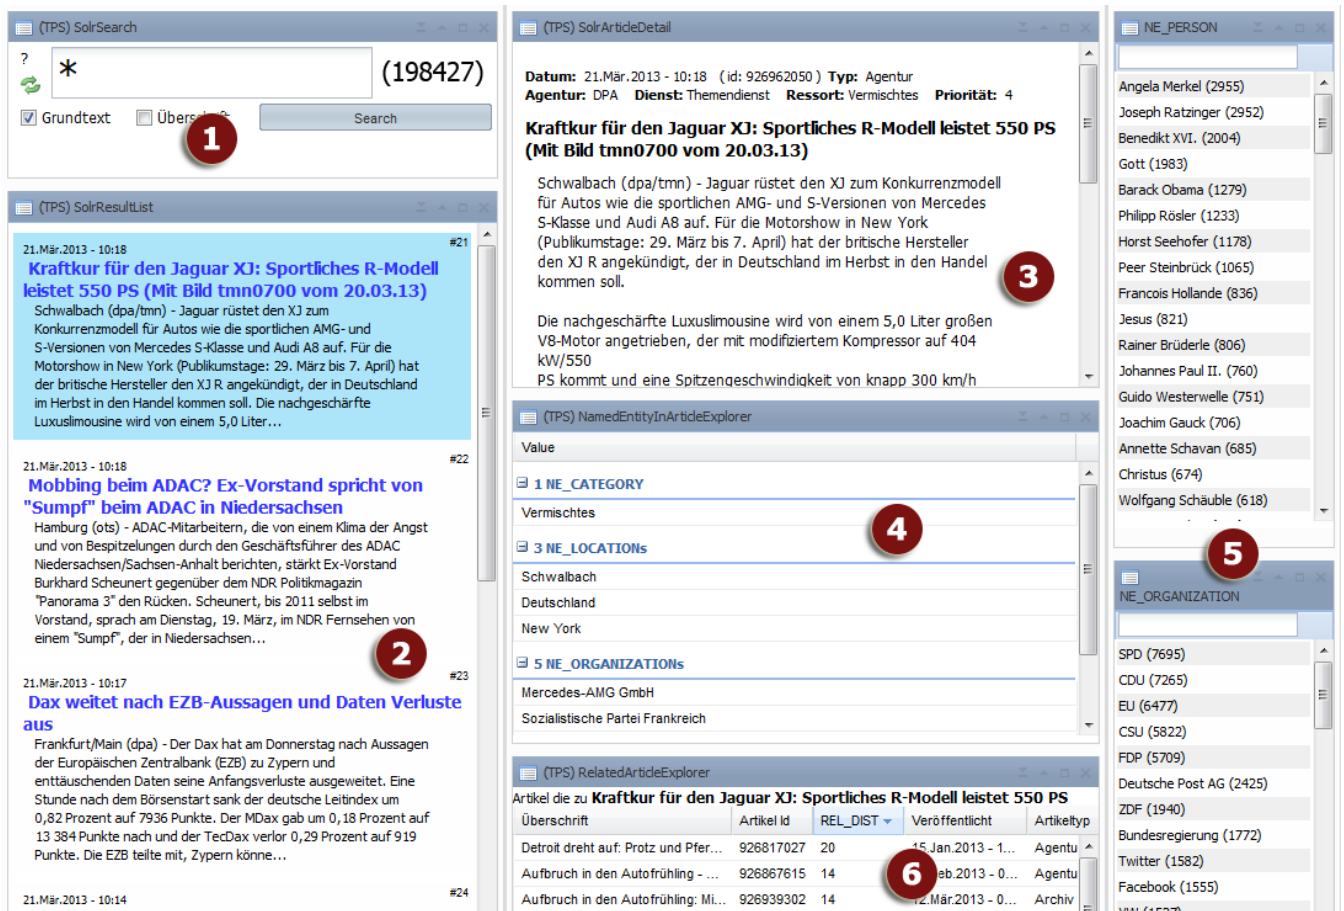 (TPS) SolrSearch
?
*
(198427)
Grundtext
Search
1
(TPS) SolrResultList
21.Mär.2013 - 10:18
#21
Kraftkur für den Jaguar XJ: Sportliches R-Modell
leistet 550 PS (Mit Bild tmn0700 vom 20.03.13)
Schwalbach (dpa/tmn) - Jaguar rüstet den XJ zum
Konkurrenzmodell für Autos wie die sportlichen AMG- und
S-Versionen von Mercedes S-Klasse und Audi A8 auf. Für die
Motorshow in New York (Publikumstage: 29. März bis 7. April) hat
der britische Hersteller den XJ R angekündigt, der in Deutschland
im Herbst in den Handel kommen soll. Die nachgeschärfte
Luxuslimousine wird von einem 5,0 Liter...
21.Mär.2013 - 10:18
#22
Mobbing beim ADAC? Ex-Vorstand spricht von
"Sumpf" beim ADAC in Niedersachsen
Hamburg (ots) - ADAC-Mitarbeitern, die von einem Klima der Angst
und von Bespitzelungen durch den Geschäftsführer des ADAC
Niedersachsen/Sachsen-Anhalt berichten, stärkt Ex-Vorstand
Burkhard Scheunert gegenüber dem NDR Politikmagazin
"Panorama 3" den Rücken. Scheunert, bis 2011 selbst im
Vorstand, sprach am Dienstag, 19. März, im NDR Fernsehen von
einem "Sumpf", der in Niedersachsen...
2
21.Mär.2013 - 10:17
#23
Dax weitet nach EZB-Aussagen und Daten Verluste
aus
Frankfurt/Main (dpa) - Der Dax hat am Donnerstag nach Aussagen
der Europäischen Zentralbank (EZB) zu Zypern und
enttäuschenden Daten seine Anfangsverluste ausgeweitet. Eine
Stunde nach dem Börsenstart sank der deutsche Leitindex um
0,82 Prozent auf 7936 Punkte. Der MDax gab um 0,18 Prozent auf
13 384 Punkte nach und der TecDax verlor 0,29 Prozent auf 919
Punkte. Die EZB teilte mit, Zypern könne...
21.Mär.2013 - 10:14
#24
(TPS) SolrArticleDetail
Datum: 21.Mär.2013 - 10:18 (id: 926962050) Typ: Agentur
Agentur: DPA Dienst: Themendienst Ressort: Vermischtes Priorität: 4
Kraftkur für den Jaguar XJ: Sportliches R-Modell leistet 550 PS
(Mit Bild tmn0700 vom 20.03.13)
Schwalbach (dpa/tmn) - Jaguar rüstet den XJ zum Konkurrenzmodell
für Autos wie die sportlichen AMG- und S-Versionen von Mercedes
S-Klasse und Audi A8 auf. Für die Motorshow in New York
(Publikumstage: 29. März bis 7. April) hat der britische Hersteller
den XJ R angekündigt, der in Deutschland im Herbst in den Handel
kommen soll.
3
Die nachgeschärfte Luxuslimousine wird von einem 5,0 Liter großen
V8-Motor angetrieben, der mit modifiziertem Kompressor auf 404
kW/550
PS kommt und eine Spitzengeschwindigkeit von knapp 300 km/h
(TPS) NamedEntityInArticleExplorer
Value
1 NE_CATEGORY
Vermischtes
4
3 NE_LOCATIONs
Schwalbach
Deutschland
New York
5 NE_ORGANIZATIONs
Mercedes-AMG GmbH
Sozialistische Partei Frankreich
(TPS) RelatedArticleExplorer
Artikel die zu Kraftkur für den Jaguar XJ: Sportliches R-Modell leistet 550 PS
Überschrift Artikel Id REL_DIST Veröffentlicht Artikeltyp
Detroit dreht auf: Protz und Pfer... 926817027 20 15.Jan.2013 - 1... Agentu
Aufbruch in den Autofrühling - ... 926867615 14 eb.2013 - 0... Agentu
6
Aufbruch in den Autofrühling: Mi... 926939302 14 12.Mär.2013 - 0... Archiv
NE_PERSON
Angela Merkel (2955)
Joseph Ratzinger (2952)
Benedikt XVI. (2004)
Gott (1983)
Barack Obama (1279)
Philipp Rösler (1233)
Horst Seehofer (1178)
Peer Steinbrück (1065)
Francois Hollande (836)
Jesus (821)
Rainer Brüderle (806)
Johannes Paul II. (760)
Guido Westerwelle (751)
Joachim Gauck (706)
Annette Schavan (685)
Christus (674)
Wolfgang Schäuble (618)
5
NE_ORGANIZATION
SPD (7695)
CDU (7265)
EU (6477)
CSU (5822)
FDP (5709)
Deutsche Post AG (2425)
ZDF (1940)
Bundesregierung (1772)
Twitter (1582)
Facebook (1555)